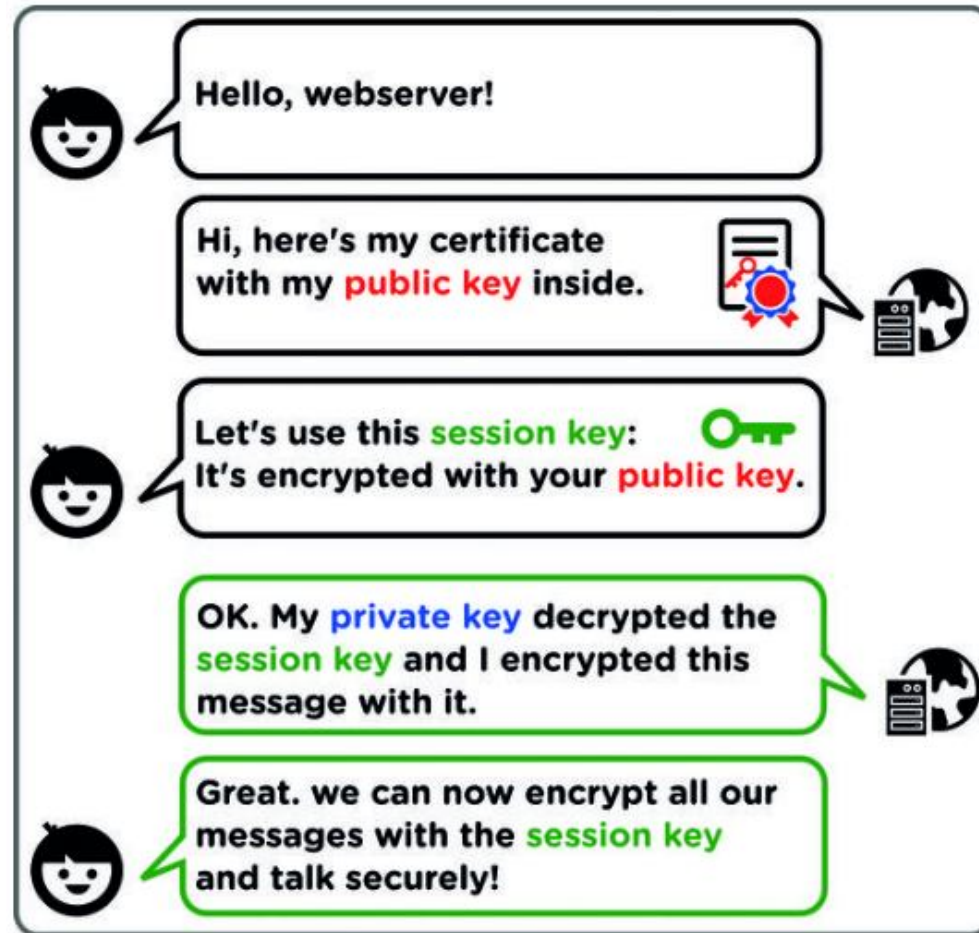 Hello, webserver!
Hi, here's my certificate
with my public key inside.
Let's use this session key:
It's encrypted with your public key.
OK. My private key decrypted the
session key and I encrypted this
message with it.
Great. we can now encrypt all our
messages with the session key
and talk securely!